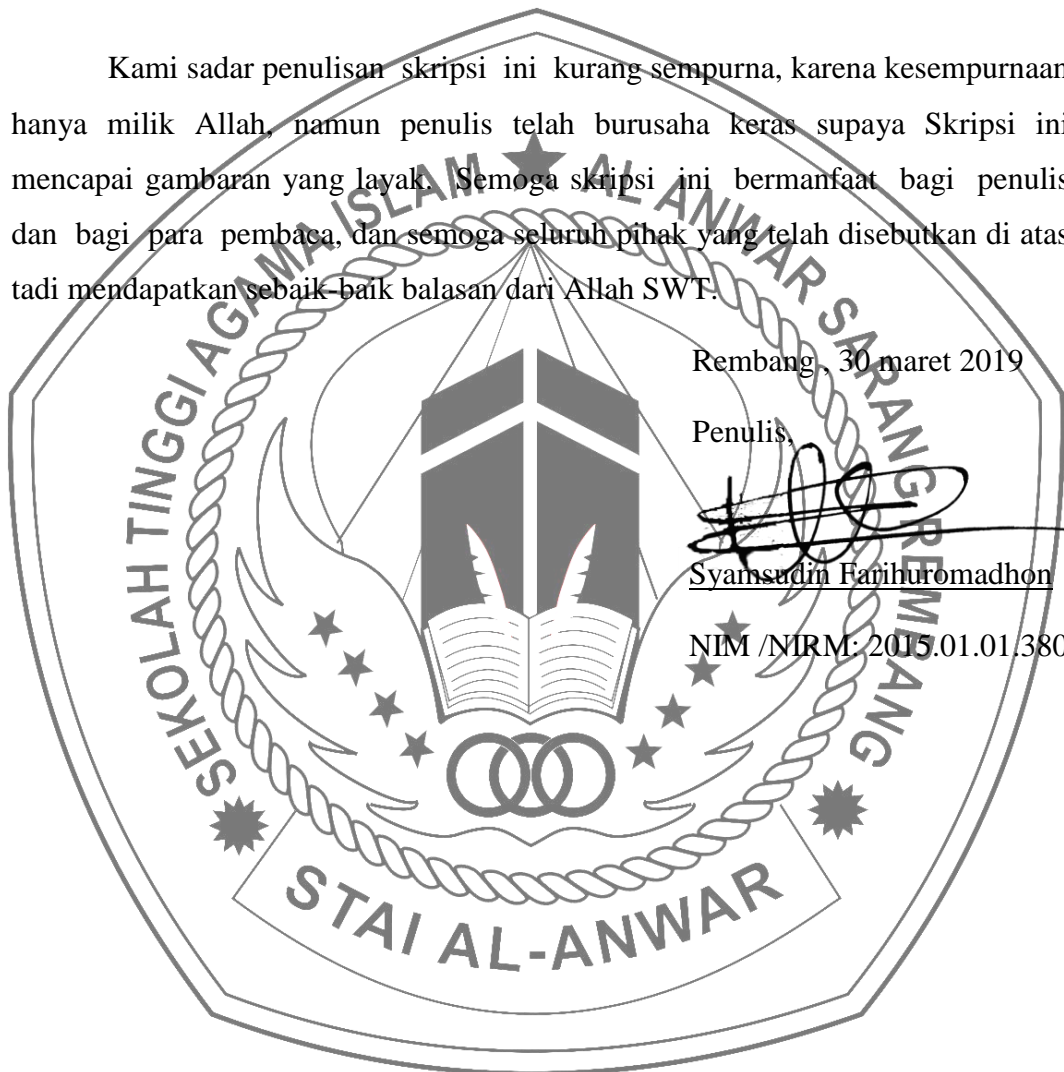 Kami sadar penulisan skripsi ini kurang sempurna, karena kesempurnaan
hanya milik Allah, namun penulis telah burusaha keras supaya Skripsi ini
mencapai gambaran yang layak. Semoga skripsi ini bermanfaat bagi penulis
dan bagi para pembaca, dan semoga seluruh pihak yang telah disebutkan di atas
tadi mendapatkan sebaik-baik balasan dari Allah SWT.
Rembang , 30 maret 2019
Penulis,
Syamsudin Farihuromadhon
NIM /NIRM: 2015.01.01.380
SEKOLAH TINGGI AGAMA ISLAM ★ AL ANWAR SARANG REMBANG
STAI AL-ANWAR